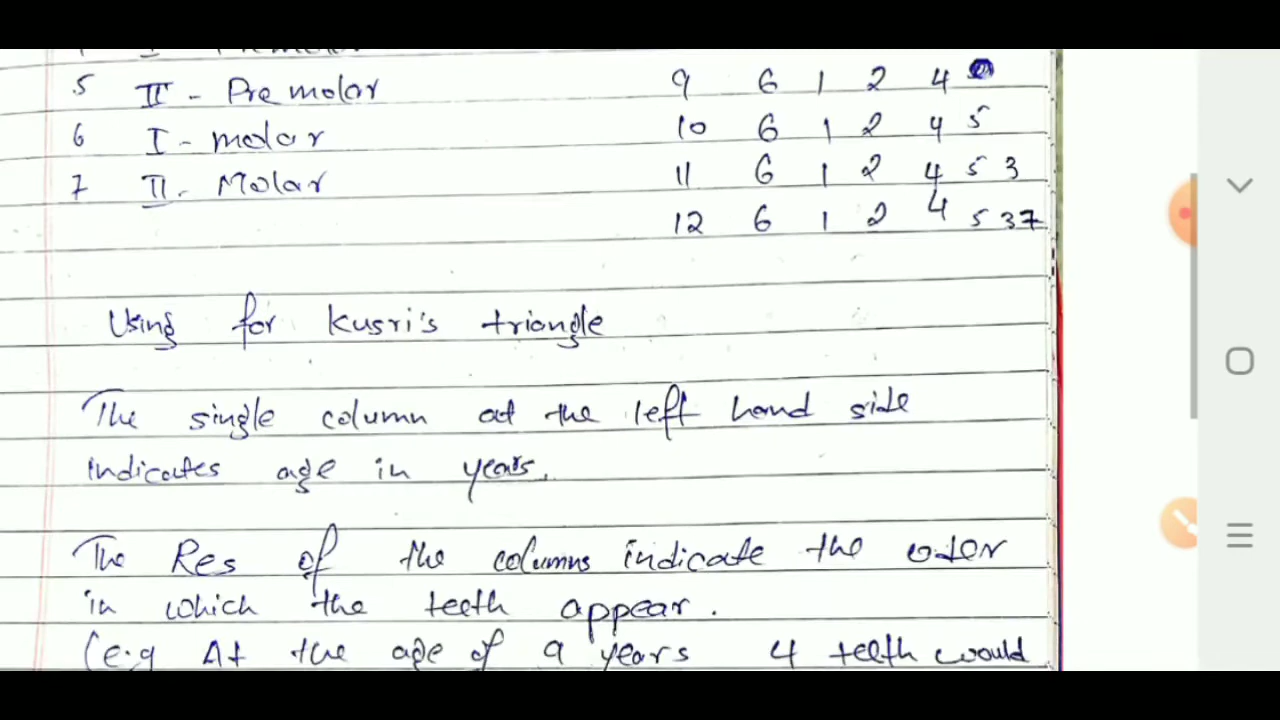 5 II - Premolar 9 6 1 2 4
6 I - molar 10 6 1 2 4 5
7 II - Molar 11 6 1 2 4 5 3
12 6 1 2 4 5 3 7
Using for Kusri's triangle
The single column at the left hand side
indicates age in years.
The Res of the columns indicate the oder
in which the teeth appear.
(e.g At the age of 9 years 4 teeth would